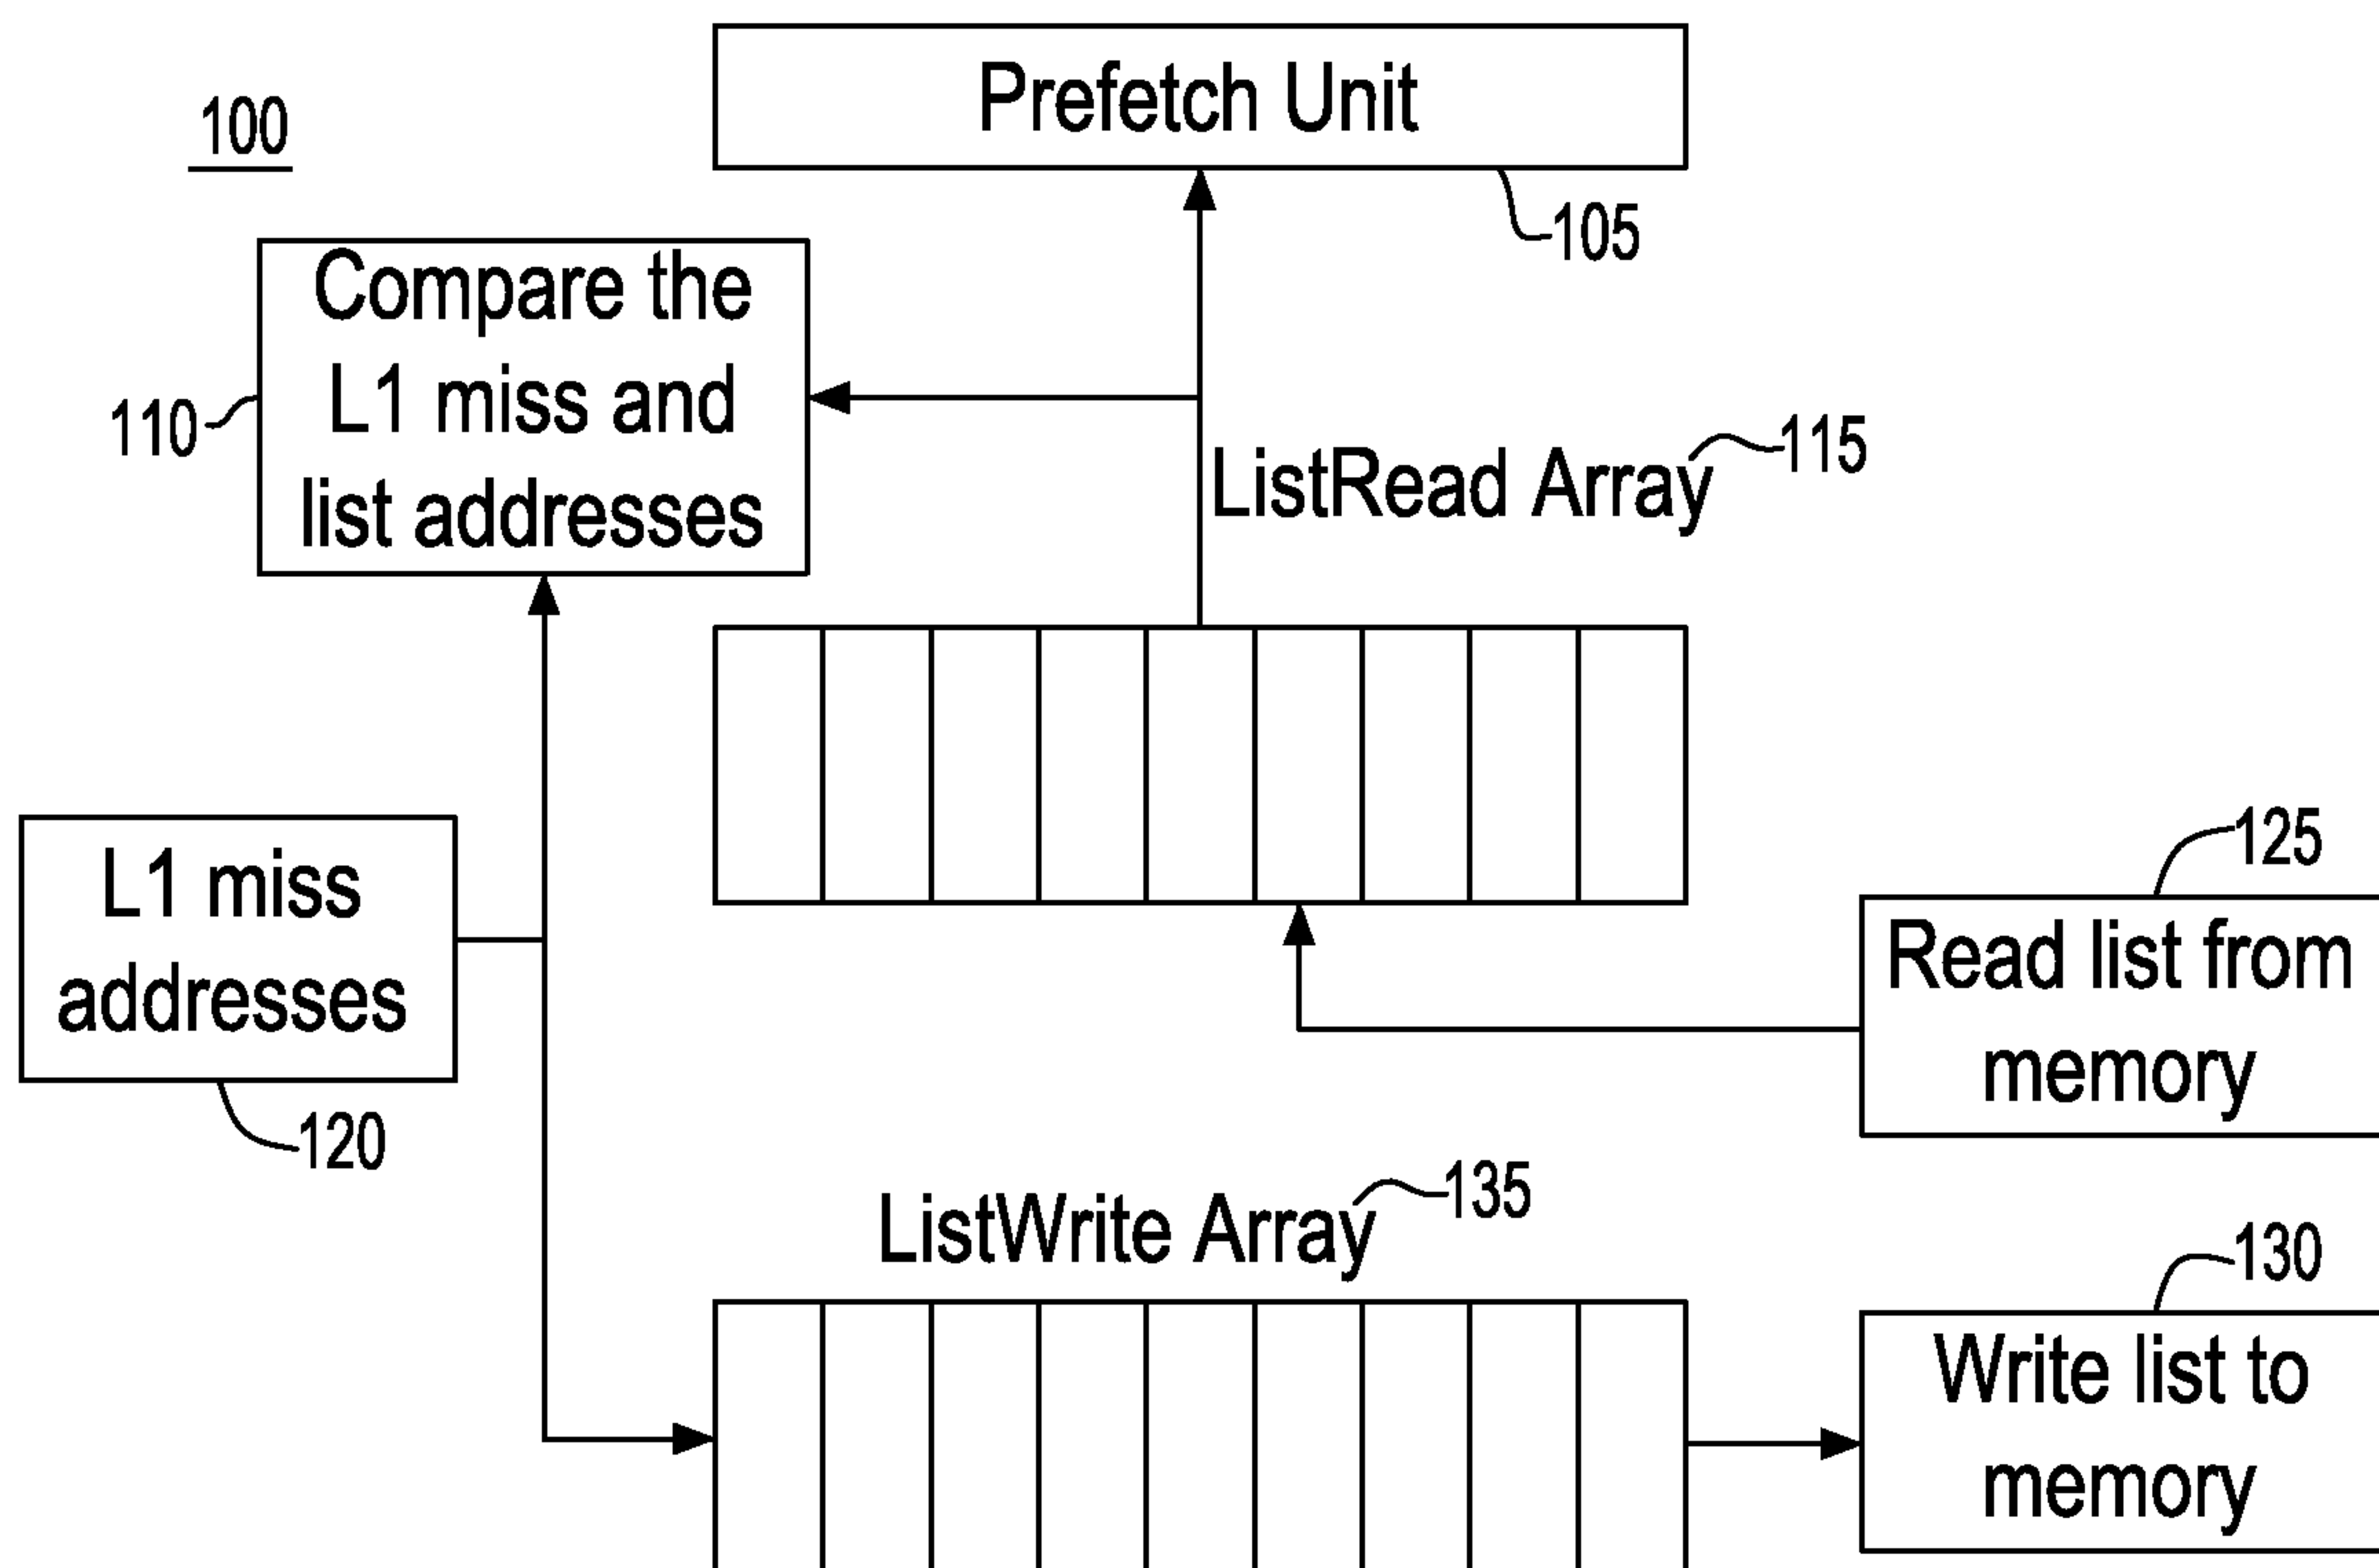 100
Prefetch Unit
105
Compare the
L1 miss and
list addresses
110
ListRead Array
115
L1 miss
addresses
120
125
Read list from
memory
ListWrite Array
135
130
Write list to
memory